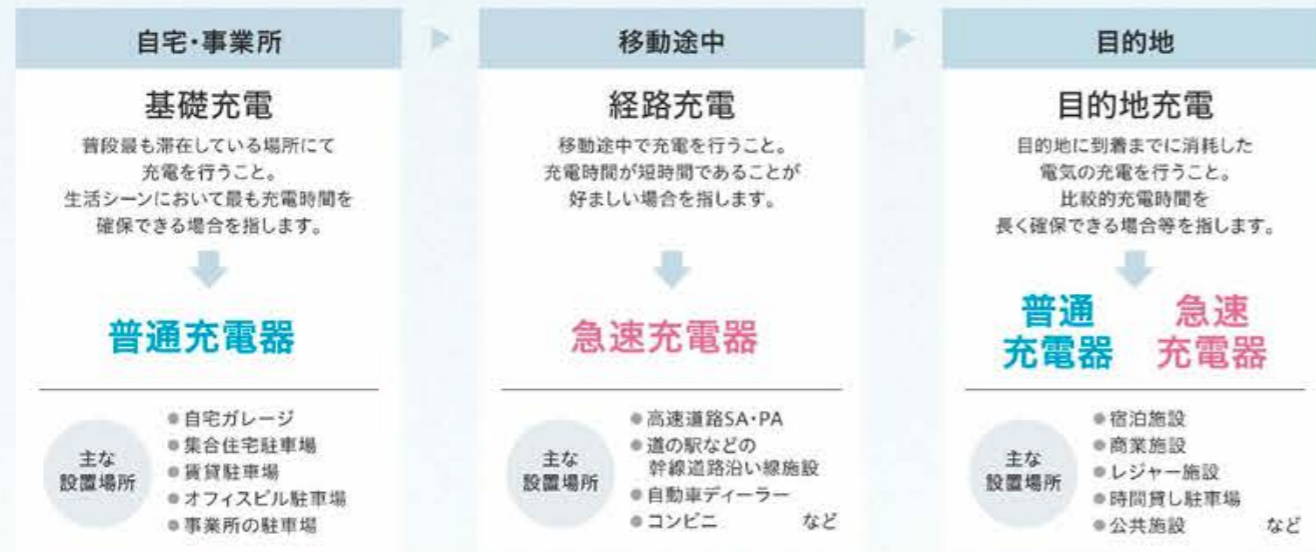 自宅・事業所
基礎充電
普段最も滞在している場所にて
充電を行うこと。
生活シーンにおいて最も充電時間を
確保できる場合を指します。
普通充電器
主な
設置場所
●自宅ガレージ
●集合住宅駐車場
●賃貸駐車場
●オフィスビル駐車場
●事業所の駐車場
移動途中
経路充電
移動途中で充電を行うこと。
充電時間が短時間であることが
好ましい場合を指します。
急速充電器
主な
設置場所
●高速道路SA・PA
●道の駅などの
幹線道路沿い線施設
●自動車ディーラー
●コンビニ など
目的地
目的地充電
目的地に到着までに消耗した
電気の充電を行うこと。
比較的充電時間を
長く確保できる場合等を指します。
普通
充電器
急速
充電器
主な
設置場所
●宿泊施設
●商業施設
●レジャー施設
●時間貸し駐車場
●公共施設 など